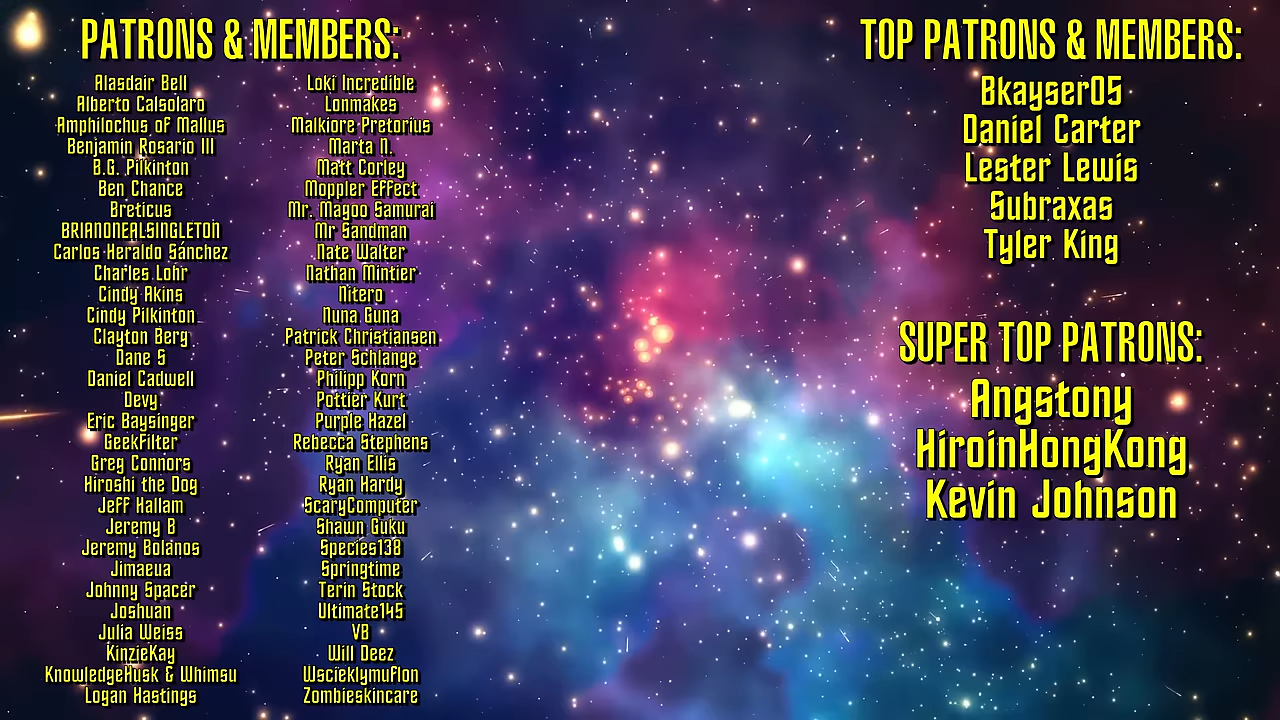 PATRONS & MEMBERS:
Alasdair Bell
Alberto Calsolaro
Amphilochus of Mallus
Benjamin Rosario III
B.G. Pilkinton
Ben Chance
Breticus
BRIANONEALSINGLETON
Carlos Heraldo Sánchez
Charles Lohr
Cindy Akins
Cindy Pilkinton
Clayton Berg
Dane S
Daniel Cadwell
Devy
Eric Baysinger
GeekFilter
Greg Connors
Hiroshi the Dog
Jeff Hallam
Jeremy B
Jeremy Bolanos
Jimaeua
Johnny Spacer
Joshuan
Julia Weiss
KinzieKay
KnowledgeHusk & Whimsu
Logan Hastings
Loki Incredible
Lonmakes
Malkiore Pretorius
Marta N.
Matt Corley
Moppler Effect
Mr. Magoo Samurai
Mr Sandman
Nate Walter
Nathan Mintier
Nitero
Nuna Guna
Patrick Christiansen
Peter Schlange
Philipp Korn
Pottier Kurt
Purple Hazel
Rebecca Stephens
Ryan Ellis
Ryan Hardy
ScaryComputer
Shawn Guku
Species138
Springtime
Terin Stock
Ultimate145
VB
Will Deez
Wscieklymuflon
Zombieskincare
TOP PATRONS & MEMBERS:
Bkayser05
Daniel Carter
Lester Lewis
Subraxas
Tyler King
SUPER TOP PATRONS:
Angstony
HiroinHongKong
Kevin Johnson